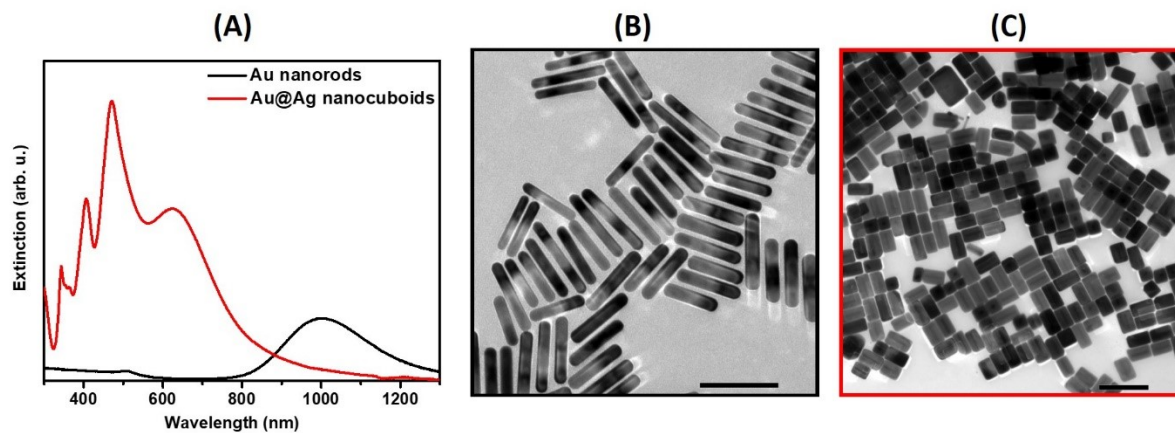 (A)
(B)
(C)
Au nanorods
Au@Ag nanocuboids
Extinction (arb. u.)
400 600 800 1000 1200
Wavelength (nm)